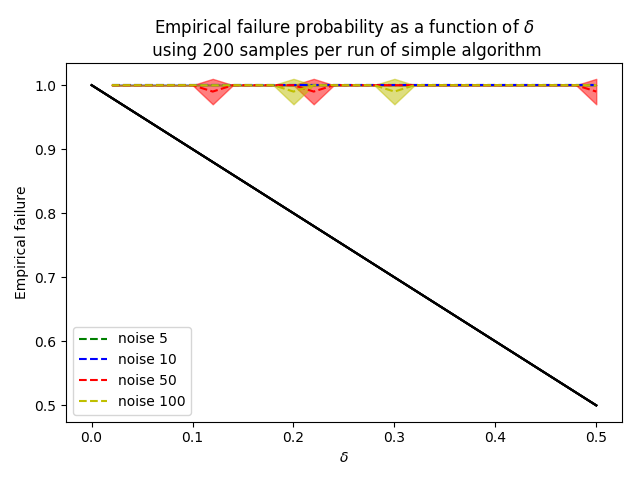 Empirical failure probability as a function of δ
using 200 samples per run of simple algorithm
Empirical failure
1.0
0.9
0.8
0.7
0.6
0.5
noise 5
noise 10
noise 50
noise 100
0.0 0.1 0.2 0.3 0.4 0.5
δ